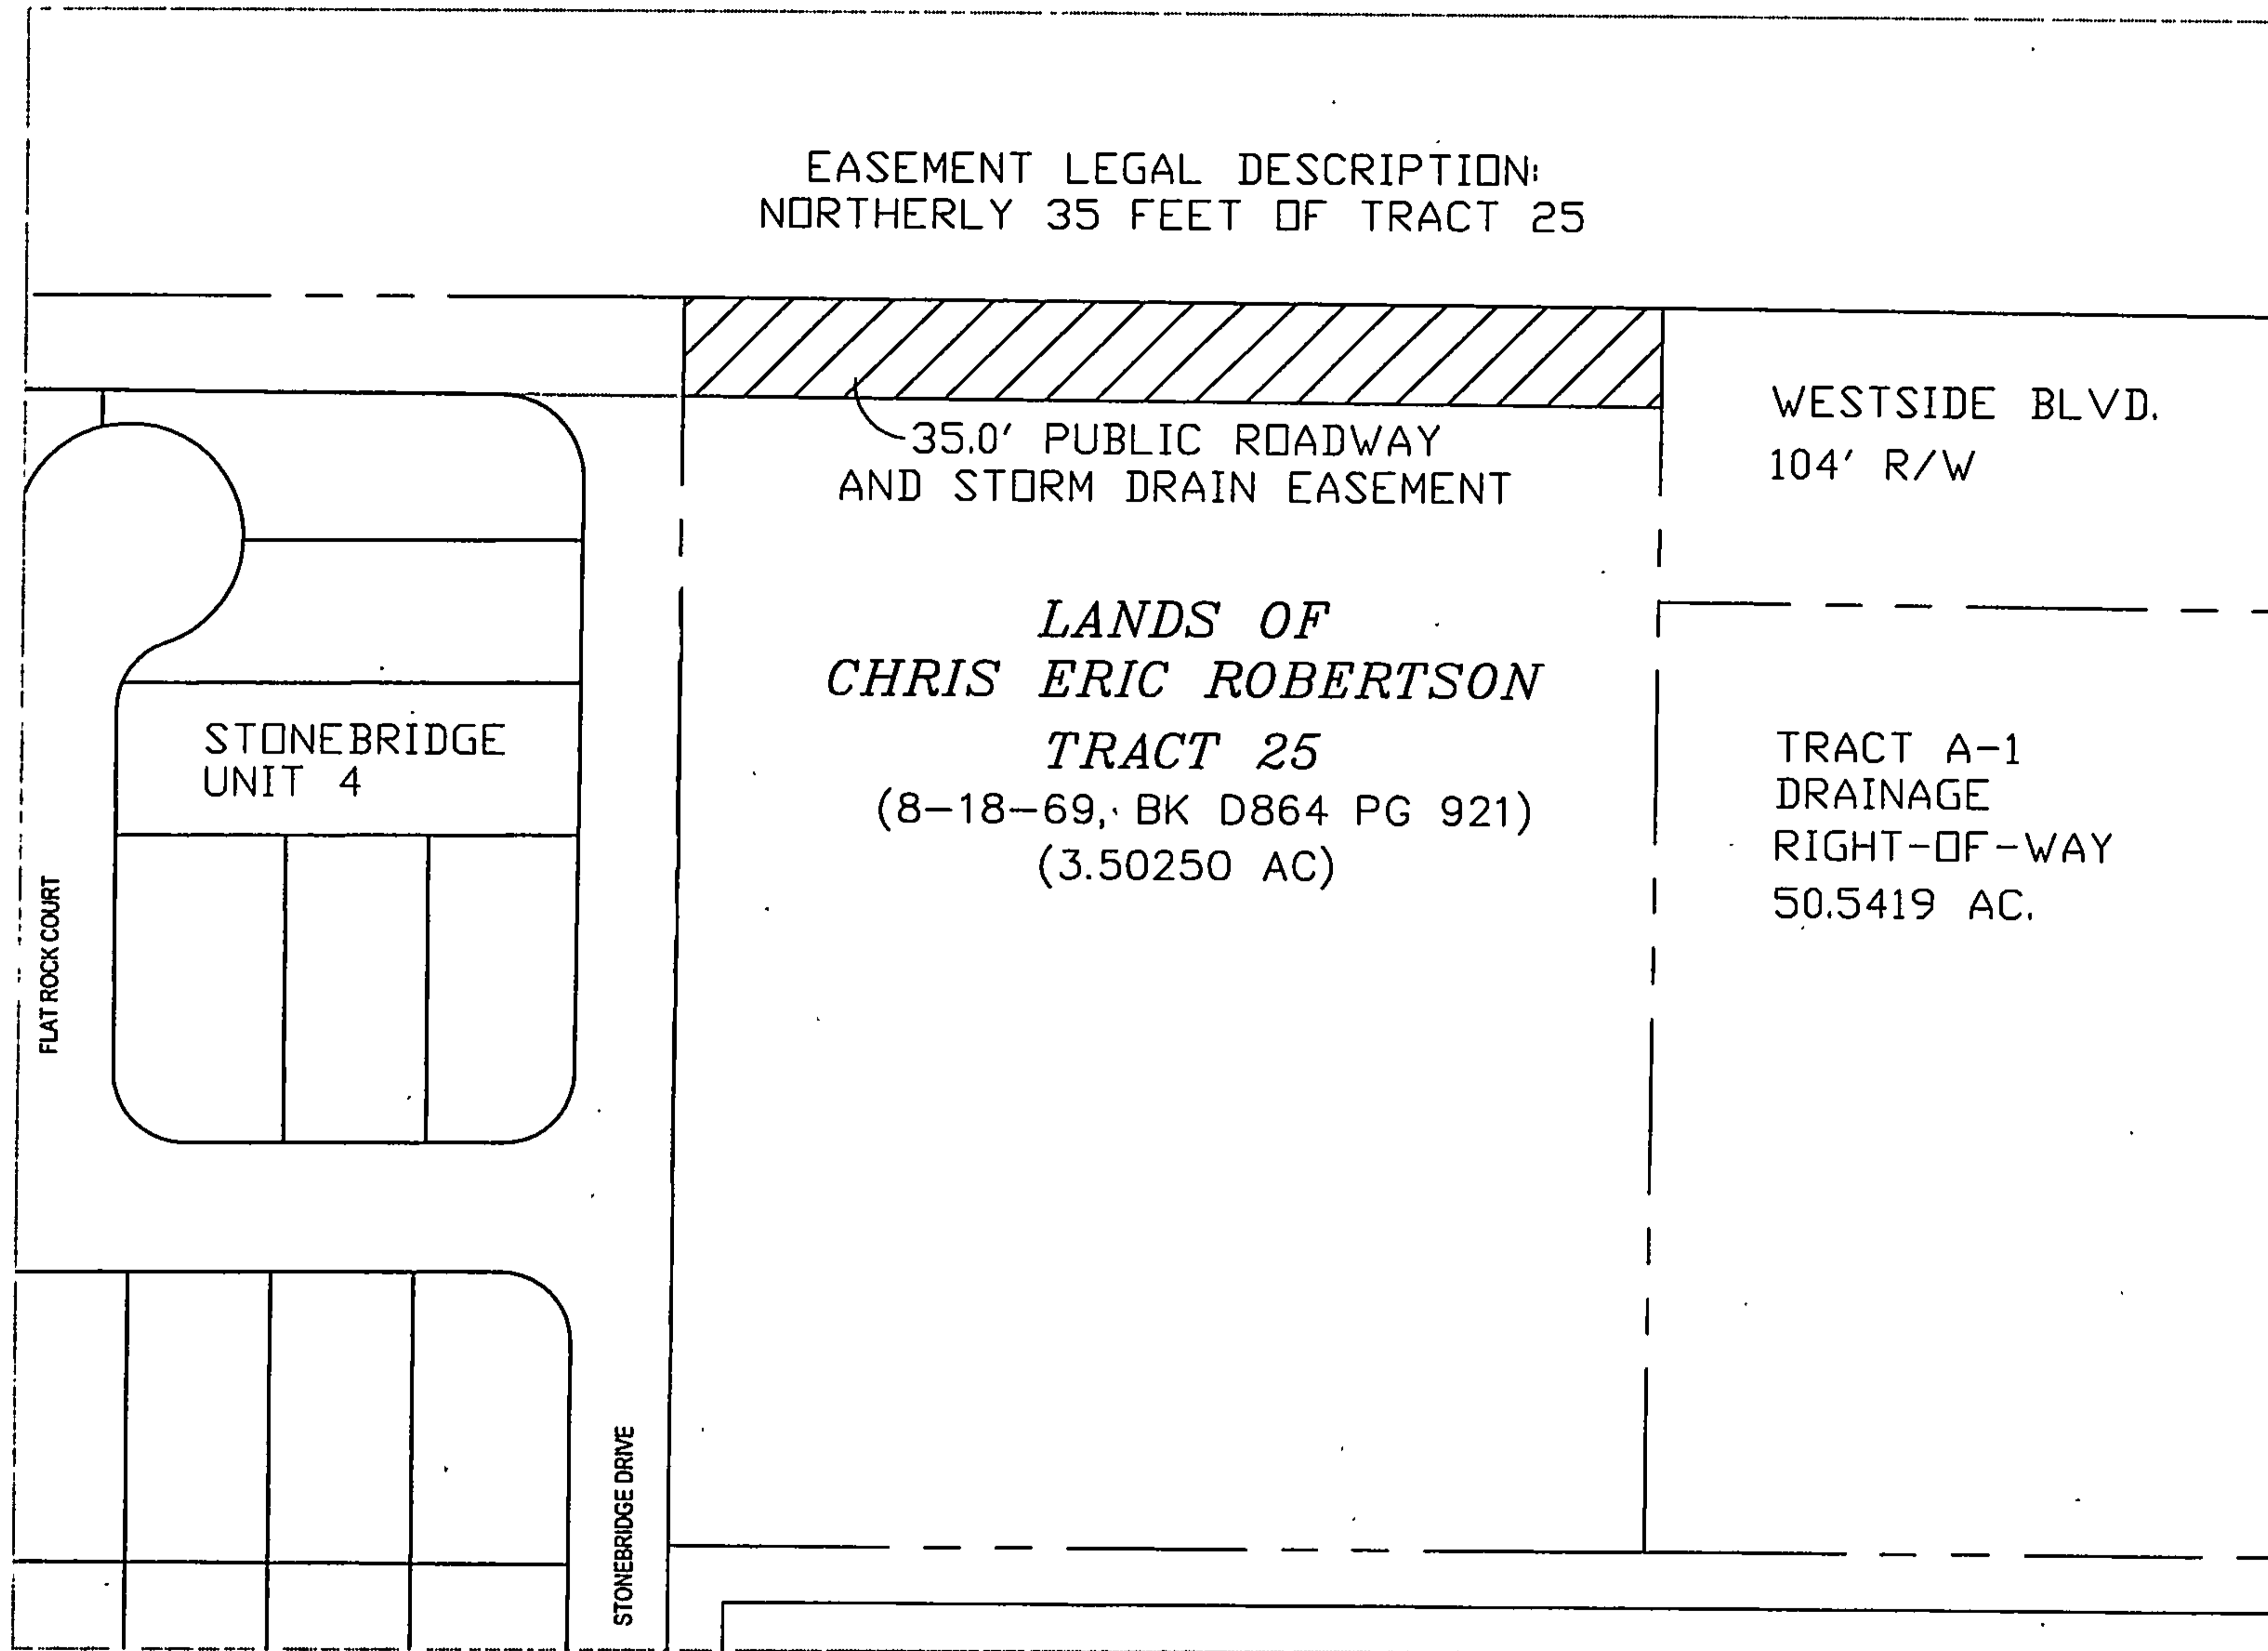 EASEMENT LEGAL DESCRIPTION:
NORTHERLY 35 FEET OF TRACT 25
35.0' PUBLIC ROADWAY
AND STORM DRAIN EASEMENT
WESTSIDE BLVD.
104' R/W
LANDS OF
CHRIS ERIC ROBERTSON
TRACT 25
(8-18-69, BK D864 PG 921)
(3.50250 AC)
STONEBRIDGE
UNIT 4
TRACT A-1
DRAINAGE
RIGHT-OF-WAY
50.5419 AC.
FLAT ROCK COURT
STONEBRIDGE DRIVE